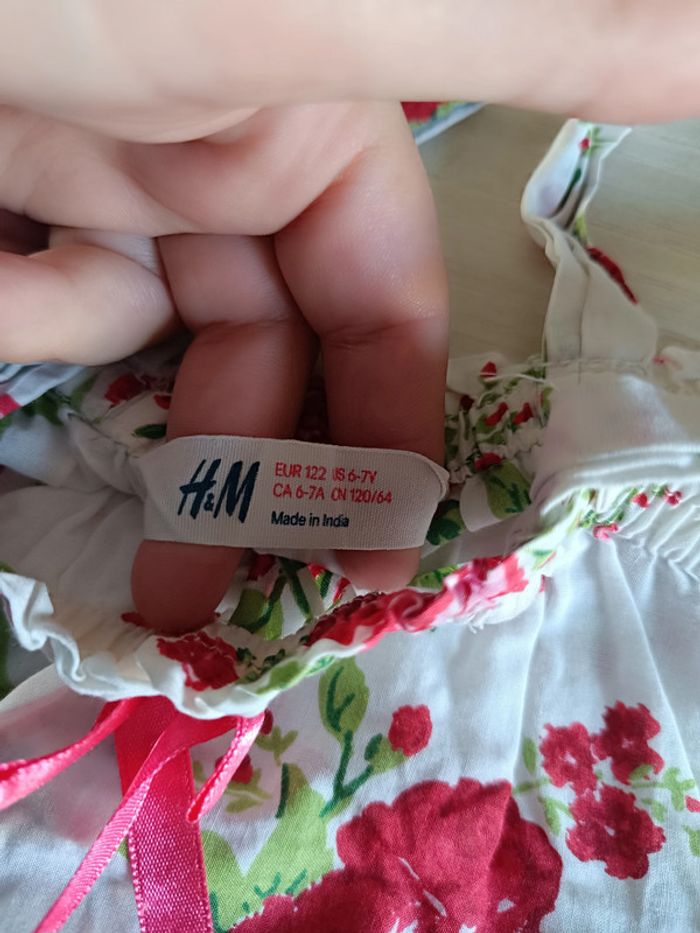 H&M
EUR 122 US 6-7Y
CA 6-7A CN 120/64
Made in India